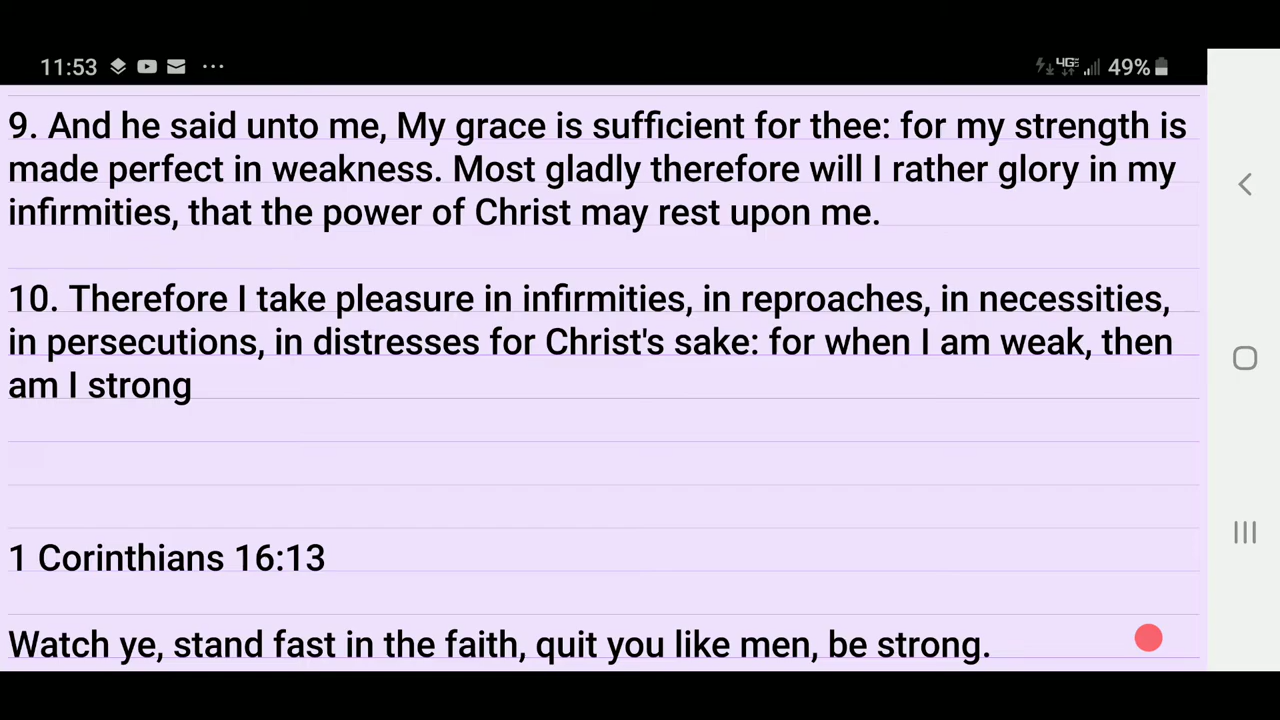 11:53 ... 4GE 49%
9. And he said unto me, My grace is sufficient for thee: for my strength is
made perfect in weakness. Most gladly therefore will I rather glory in my
infirmities, that the power of Christ may rest upon me.
10. Therefore I take pleasure in infirmities, in reproaches, in necessities,
in persecutions, in distresses for Christ's sake: for when I am weak, then
am I strong
1 Corinthians 16:13
Watch ye, stand fast in the faith, quit you like men, be strong.